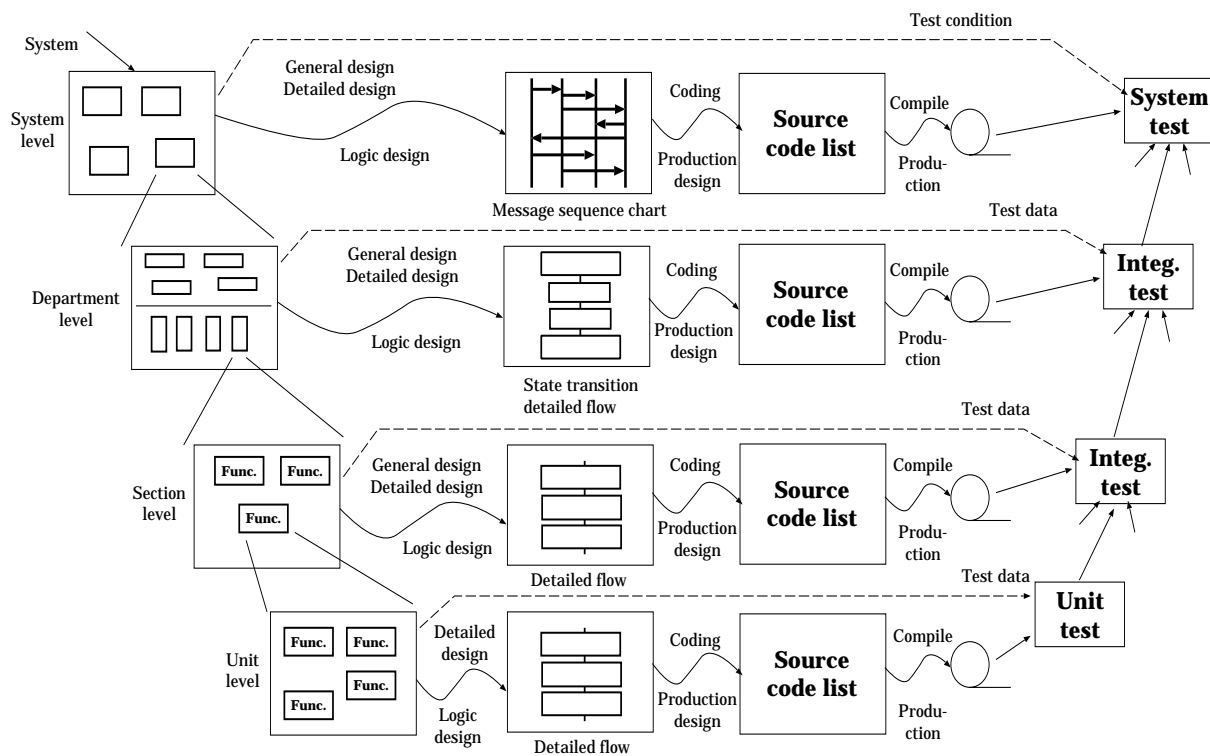 Test condition
System
General design
Detailed design
Coding
Compile
System
test
System
level
Source
code list
Logic design
Production
design
Produ-
ction
Message sequence chart
Test data
General design
Detailed design
Coding
Compile
Integ.
test
Department
level
Source
code list
Logic design
Production
design
Produ-
ction
State transition
detailed flow
Test data
Func.
Func.
General design
Detailed design
Coding
Compile
Integ.
test
Section
level
Func.
Source
code list
Logic design
Production
design
Produ-
ction
Detailed flow
Test data
Unit
test
Func.
Func.
Detailed
design
Coding
Compile
Unit
level
Func.
Func.
Source
code list
Logic
design
Production
design
Produ-
ction
Detailed flow